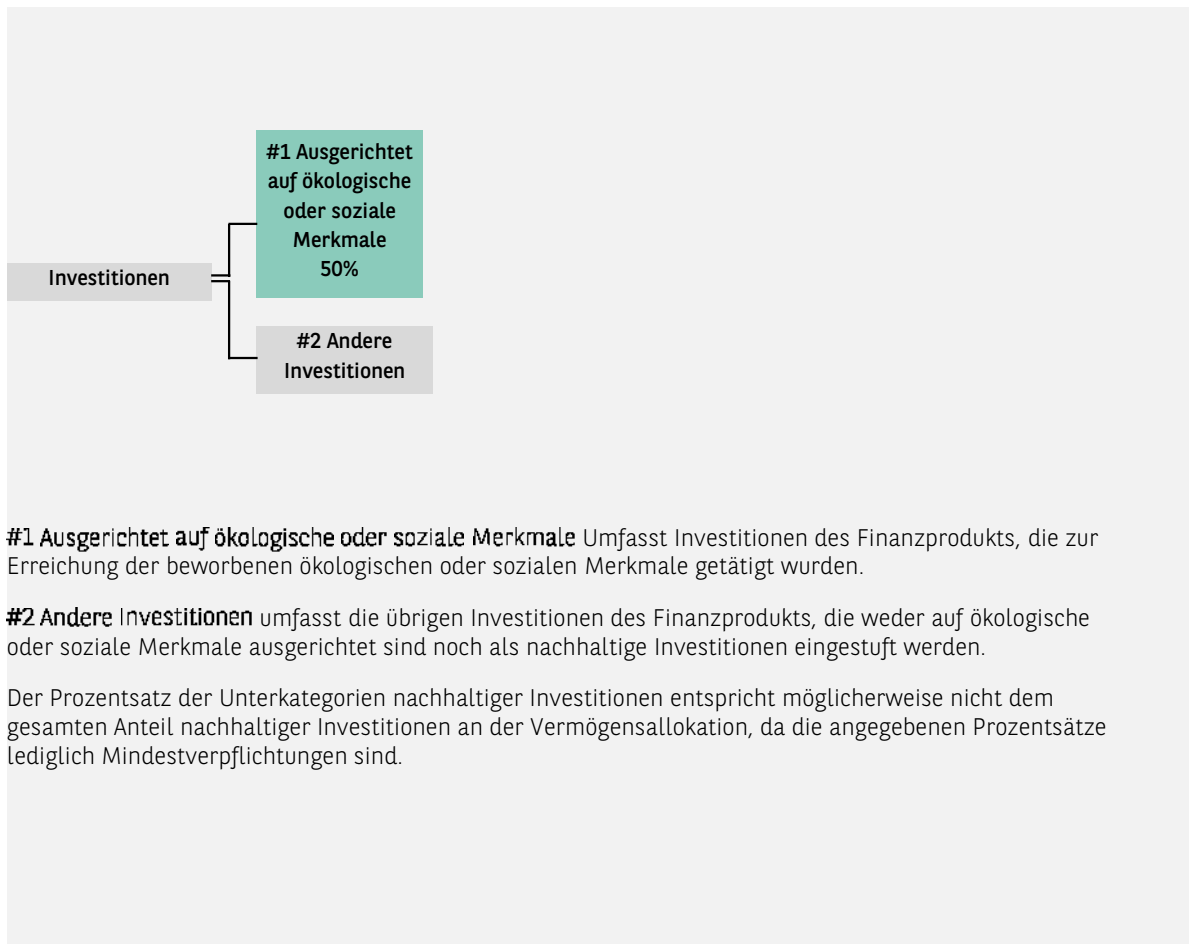 #1 Ausgerichtet
auf ökologische
oder soziale
Merkmale
50%
Investitionen
#2 Andere
Investitionen
#1 Ausgerichtet auf ökologische oder soziale Merkmale Umfasst Investitionen des Finanzprodukts, die zur
Erreichung der beworbenen ökologischen oder sozialen Merkmale getätigt wurden.
#2 Andere Investitionen umfasst die übrigen Investitionen des Finanzprodukts, die weder auf ökologische
oder soziale Merkmale ausgerichtet sind noch als nachhaltige Investitionen eingestuft werden.
Der Prozentsatz der Unterkategorien nachhaltiger Investitionen entspricht möglicherweise nicht dem
gesamten Anteil nachhaltiger Investitionen an der Vermögensallokation, da die angegebenen Prozentsätze
lediglich Mindestverpflichtungen sind.